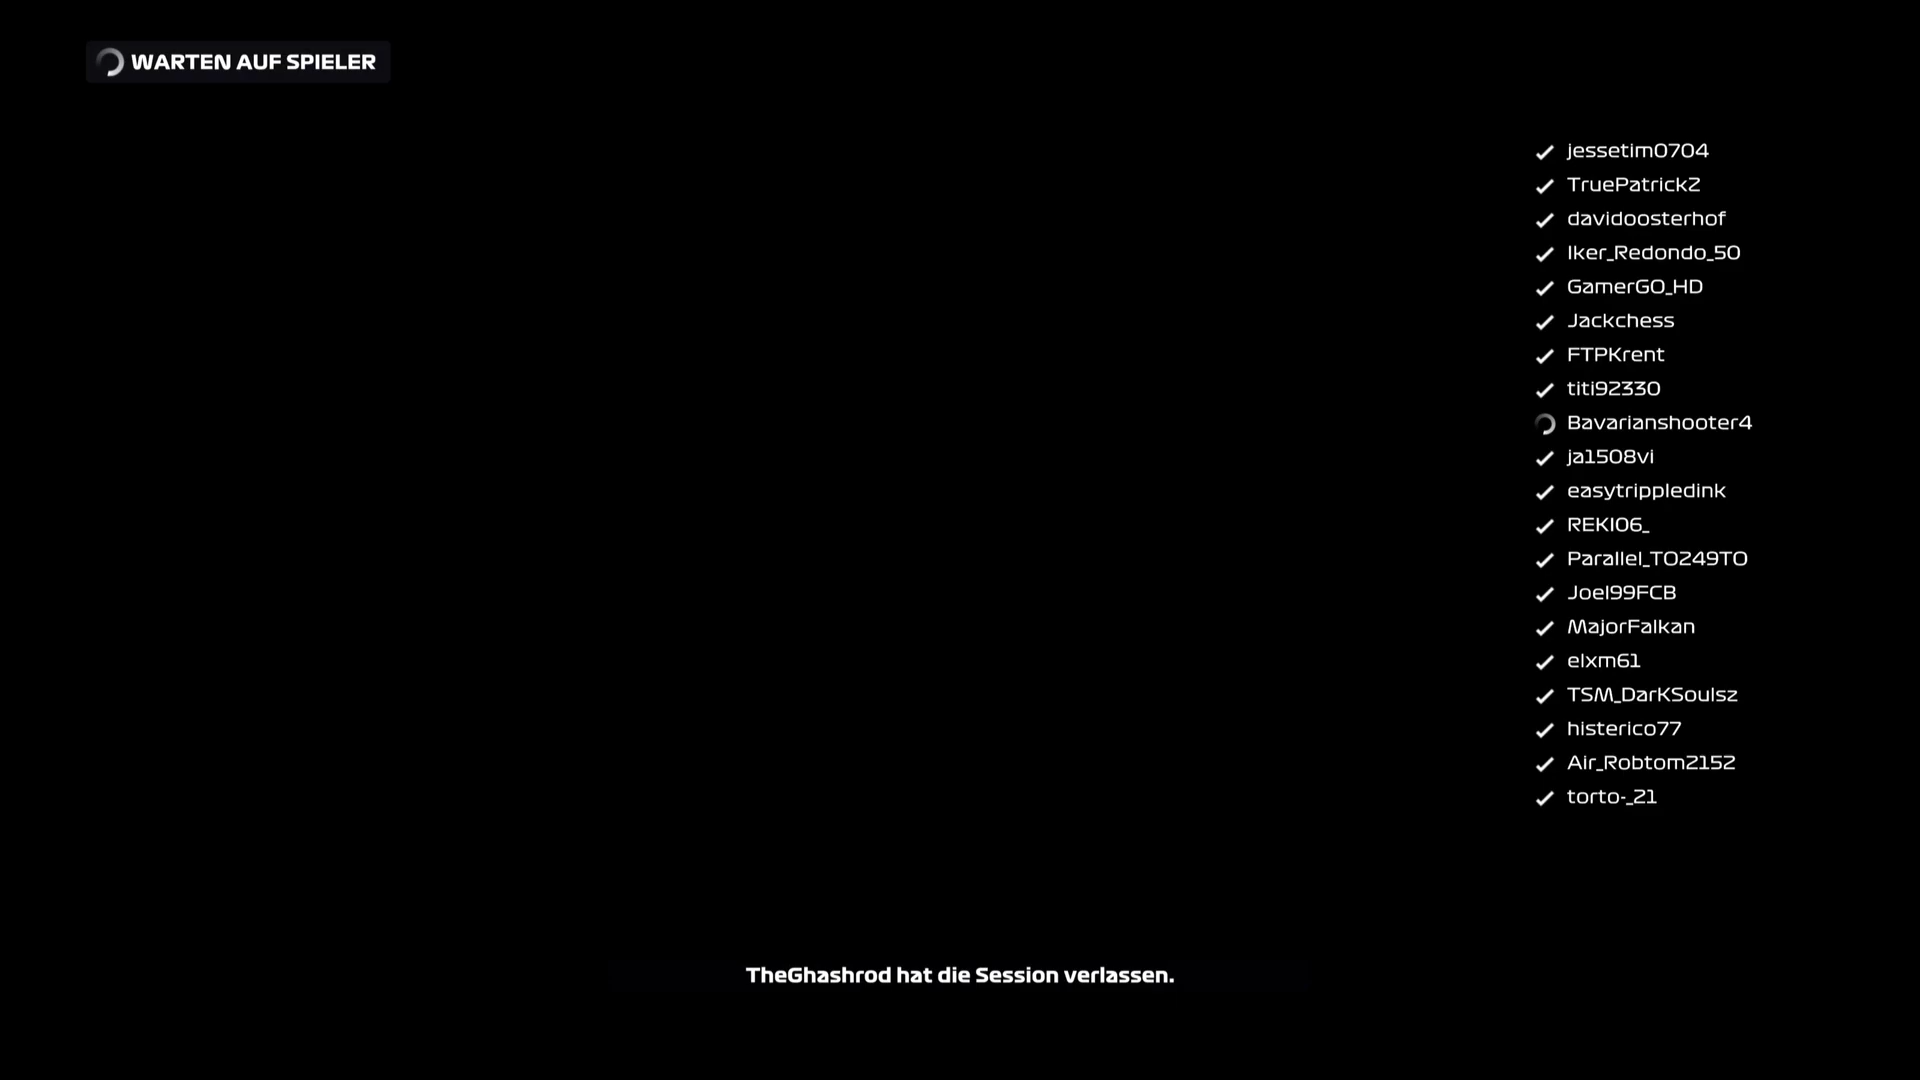 WARTEN AUF SPIELER
jessetim0704
TruePatrick2
davidoosterhof
Iker_Redondo_50
GamerGO_HD
Jackchess
FTPKrent
titi92330
Bavarianshooter4
ja1508vi
easytrippledink
REKI06_
Parallel_TO249TO
Joel99FCB
MajorFalkan
elxm61
TSM_DarKSoulsz
histerico77
Air_Robtom2152
torto-_21
TheGhashrod hat die Session verlassen.